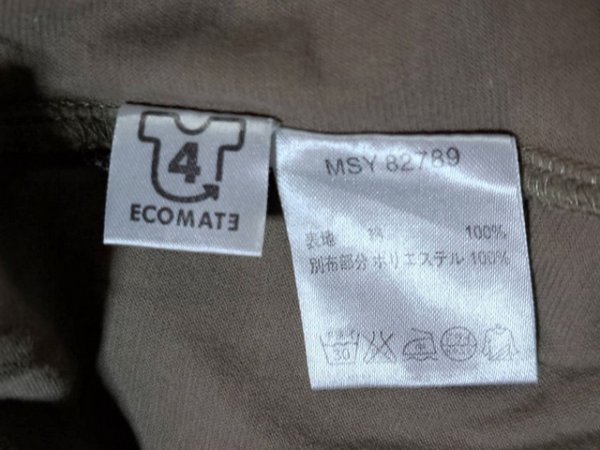 4
ECOMATE
MSY 82789
表地 綿 100%
別布部分 ポリエステル 100%
30